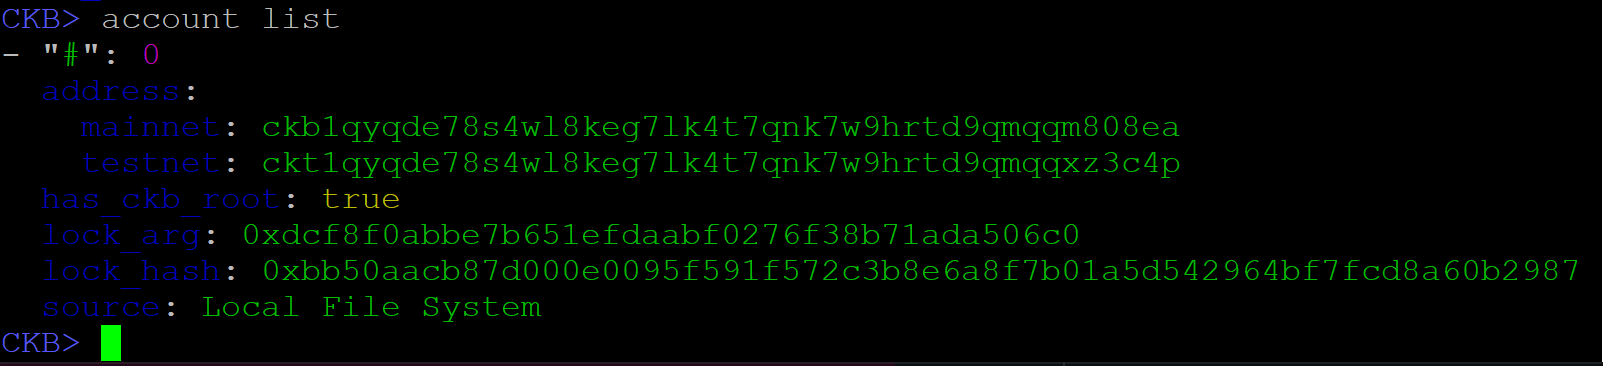 CKB> account list
- "#": 0
address:
mainnet: ckb1qyqde78s4wl8keg7lk4t7qnk7w9hrtd9qmqqm808ea
testnet: ckt1qyqde78s4wl8keg7lk4t7qnk7w9hrtd9qmqqxz3c4p
has_ckb_root: true
lock_arg: 0xdcf8f0abbe7b651efdaabf0276f38b71ada506c0
lock_hash: 0xbb50aacb87d000e0095f591f572c3b8e6a8f7b01a5d542964bf7fcd8a60b2987
source: Local File System
CKB>